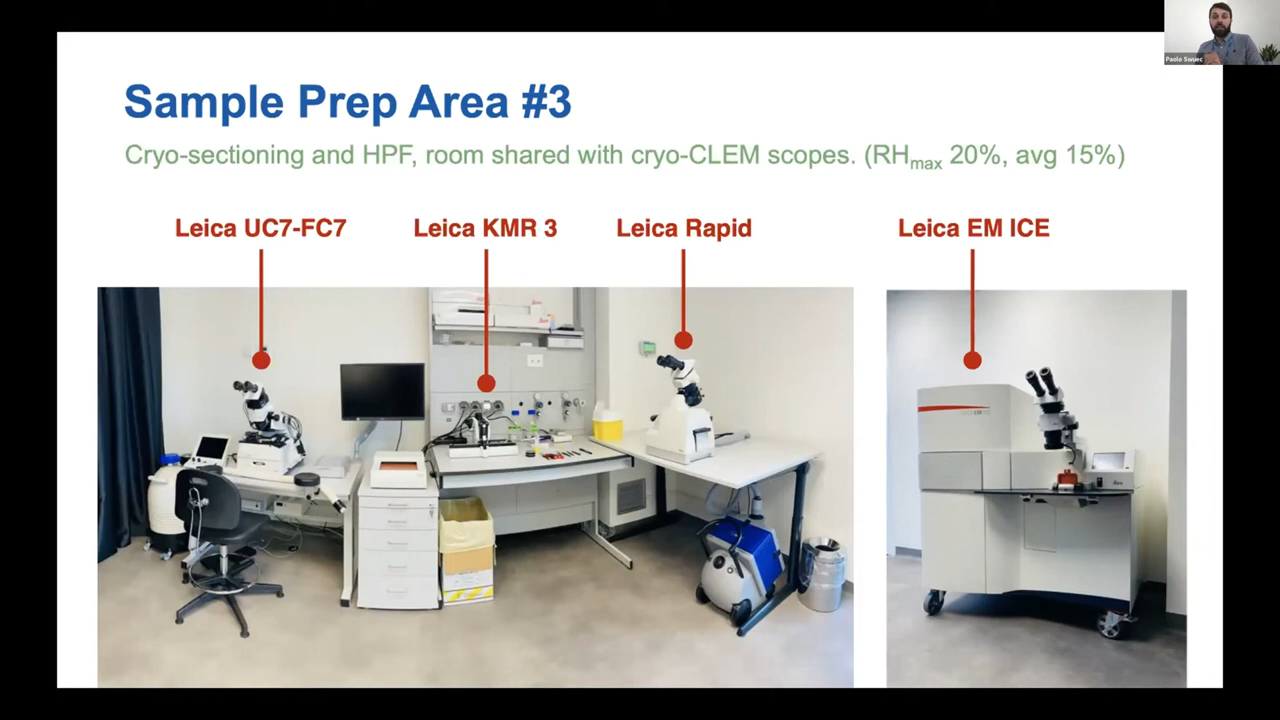 Paolo Swuec
Sample Prep Area #3
Cryo-sectioning and HPF, room shared with cryo-CLEM scopes. (RHmax 20%, avg 15%)
Leica UC7-FC7
Leica KMR 3
Leica Rapid
Leica EM ICE